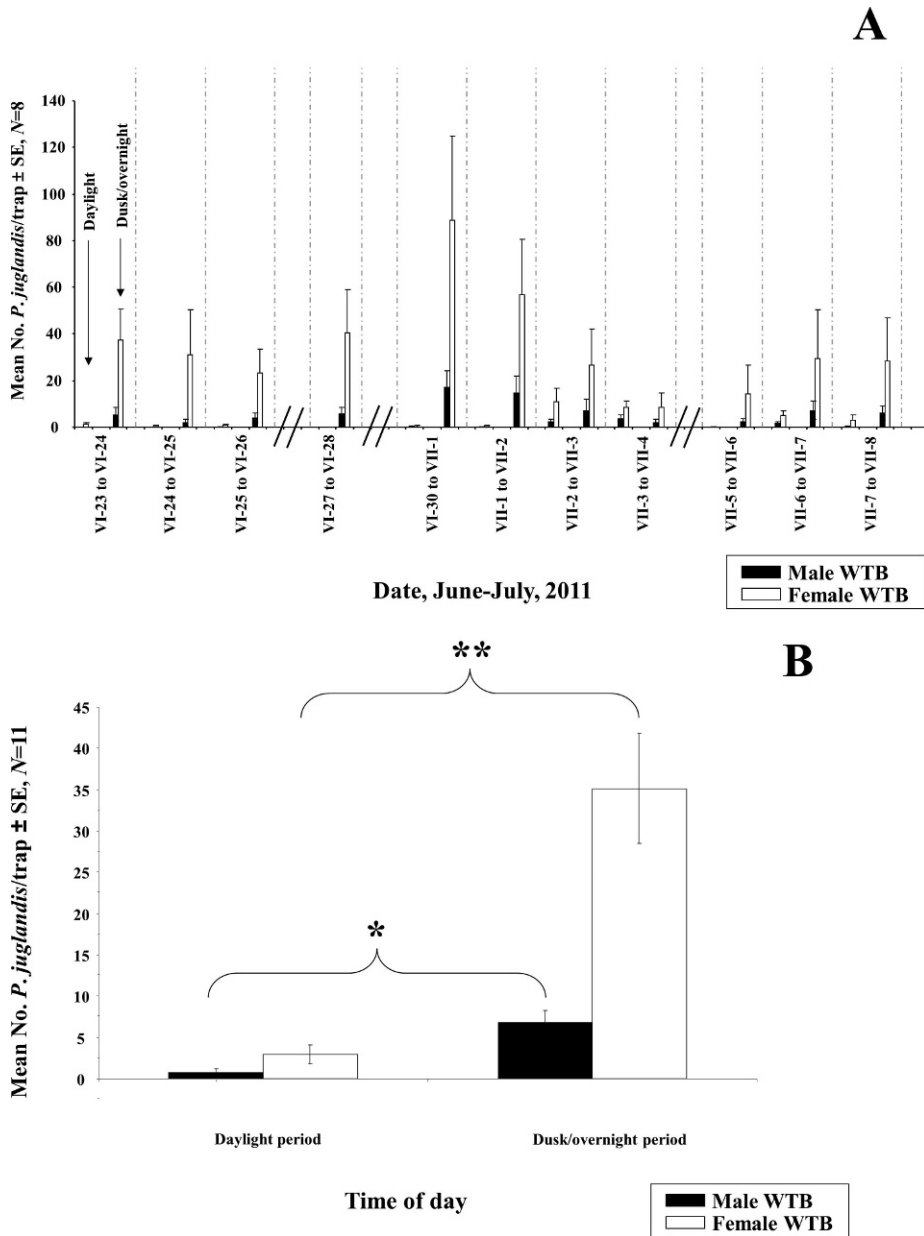 A
Mean No. P. juglandis/trap ± SE, N=8
140
120
100
80
60
40
20
0
Daylight
Dusk/overnight
VI-23 to VI-24
VI-24 to VI-25
VI-25 to VI-26
VI-27 to VI-28
VI-30 to VII-1
VII-1 to VII-2
VII-2 to VII-3
VII-3 to VII-4
VII-5 to VII-6
VII-6 to VII-7
VII-7 to VII-8
Date, June-July, 2011
Male WTB
Female WTB
B
Mean No. P. juglandis/trap ± SE, N=11
45
40
35
30
25
20
15
10
5
0
**
*
Daylight period
Dusk/overnight period
Time of day
Male WTB
Female WTB